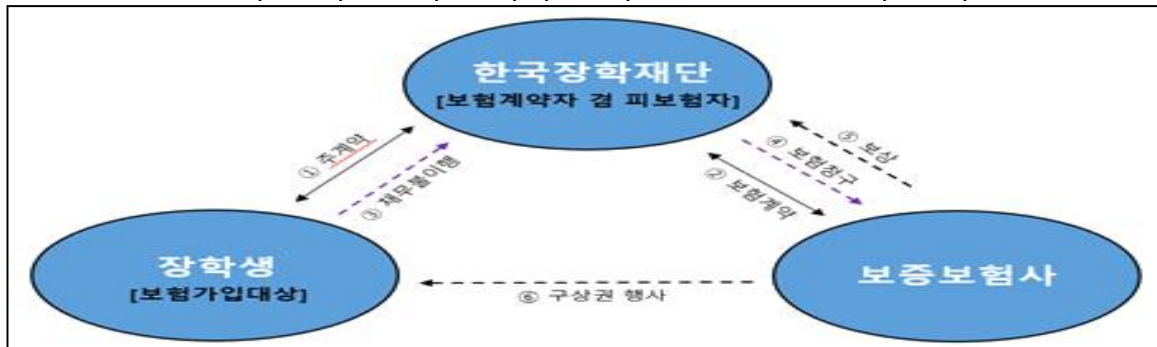 한국장학재단
[보험계약자 겸 피보험자]
① 주계약
③ 채무불이행
⑤ 보상
④ 보험청구
② 보험계약
장학생
[보험가입대상]
보증보험사
⑥ 구상권 행사